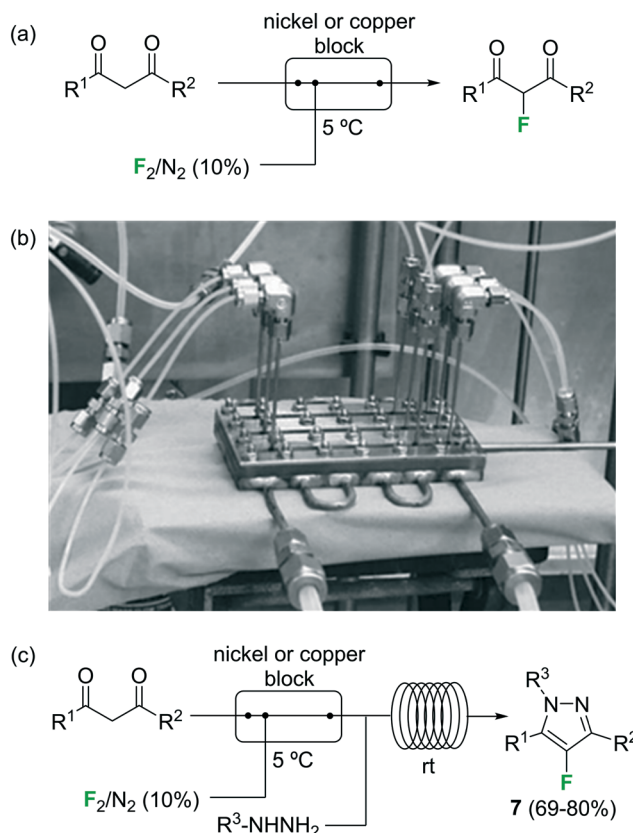 (a)
O O
R1 R2
nickel or copper
block
5 ºC
F2/N2 (10%)
O O
R1 R2
F
(b)
(c)
O O
R1 R2
nickel or copper
block
5 ºC
F2/N2 (10%)
R3-NHNH2
rt
R3
N N
R1 R2
F
7 (69-80%)